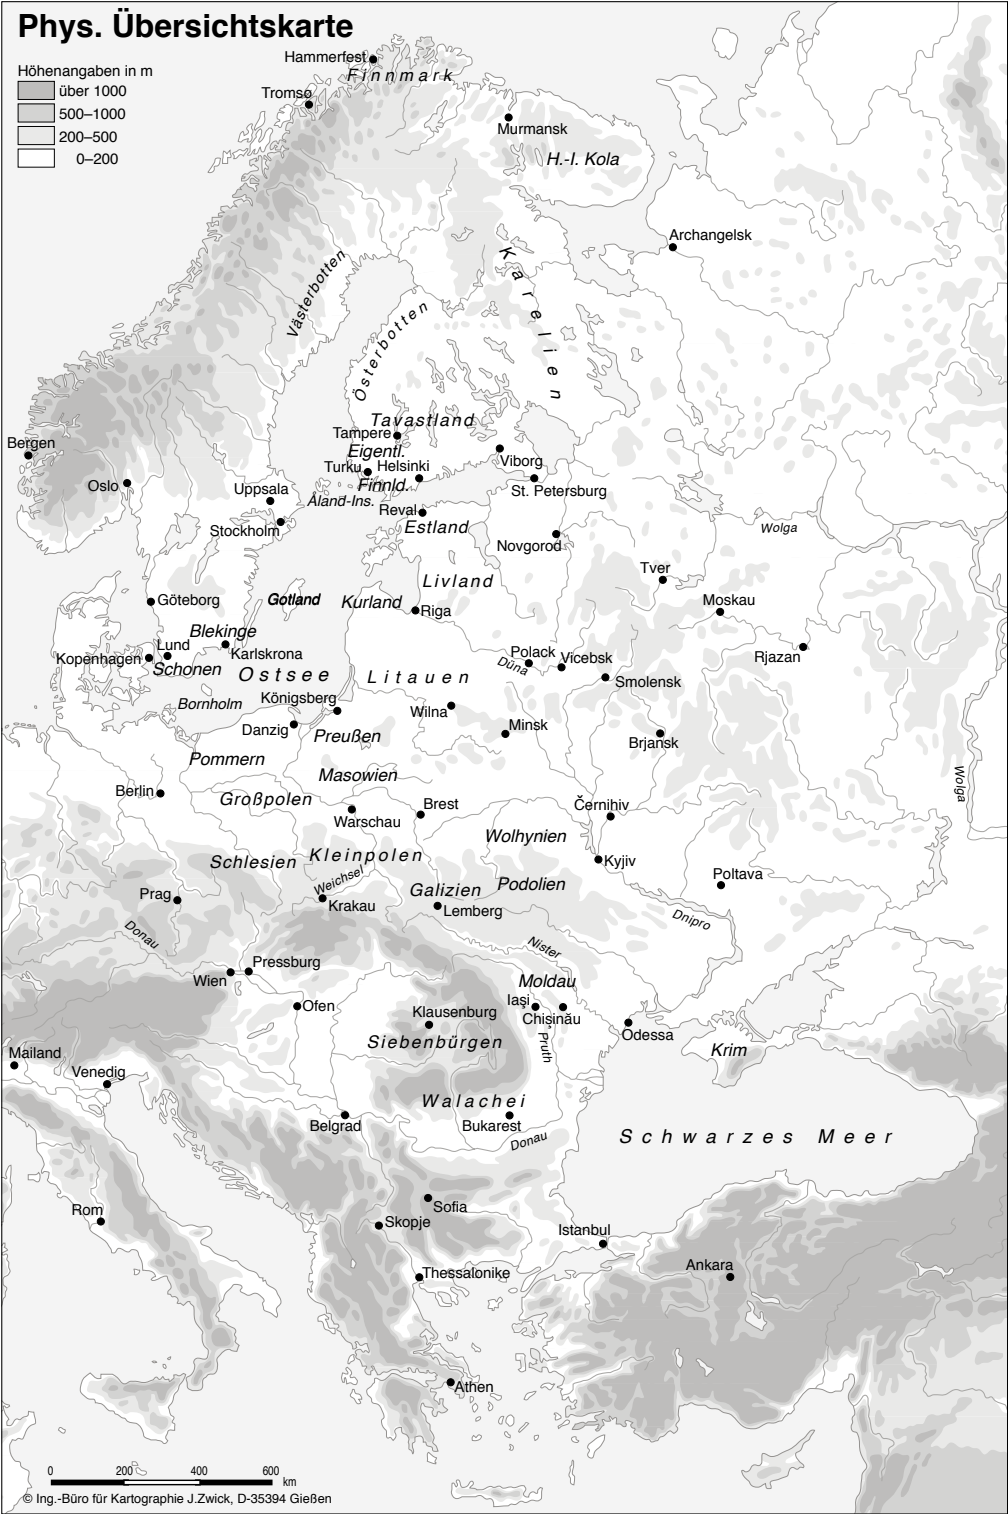 Phys. Übersichtskarte
Höhenangaben in m
über 1000
500–1000
200–500
0–200
Hammerfest
Finnmark
Tromsø
Murmansk
H.-I. Kola
Archangelsk
Karelien
Västerbotten
Österbotten
Tavastland
Tampere
Bergen
Eigentl.
Viborg
Turku
Helsinki
Oslo
Uppsala
Finnld.
St. Petersburg
Åland-Ins.
Reval
Stockholm
Estland
Wolga
Novgorod
Tver
Livland
Göteborg
Gotland
Kurland
Riga
Moskau
Blekinge
Lund
Karlskrona
Kopenhagen
Schonen
Polack
Vicebsk
Rjazan
Düna
Ostsee
Litauen
Smolensk
Bornholm
Königsberg
Wilna
Danzig
Preußen
Minsk
Brjansk
Pommern
Masowien
Wolga
Berlin
Großpolen
Brest
Černihiv
Warschau
Wolhynien
Schlesien
Kleinpolen
Kyjiv
Weichsel
Poltava
Prag
Galizien
Podolien
Krakau
Lemberg
Dnipro
Donau
Nister
Pressburg
Wien
Moldau
Ofen
Iași
Klausenburg
Chișinău
Odessa
Siebenbürgen
Pruth
Krim
Mailand
Venedig
Walachei
Belgrad
Bukarest
Donau
Schwarzes Meer
Rom
Sofia
Skopje
Istanbul
Thessalonike
Ankara
Athen
0 200 400 600 km
© Ing.-Büro für Kartographie J.Zwick, D-35394 Gießen